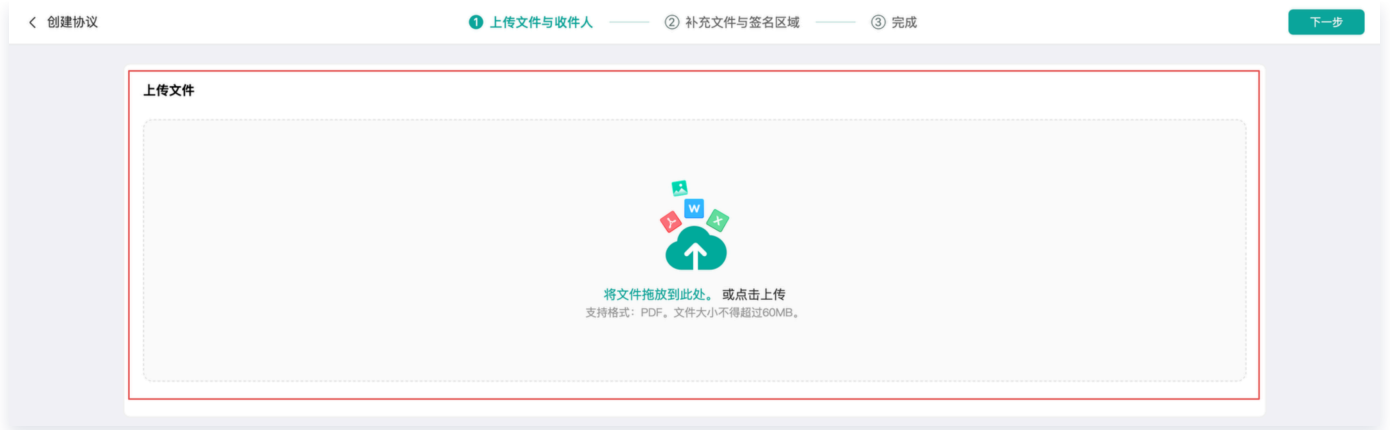 创建协议
1 上传文件与收件人
2 补充文件与签名区域
3 完成
下一步
上传文件
W
X
将文件拖放到此处。 或点击上传
支持格式：PDF。文件大小不得超过60MB。